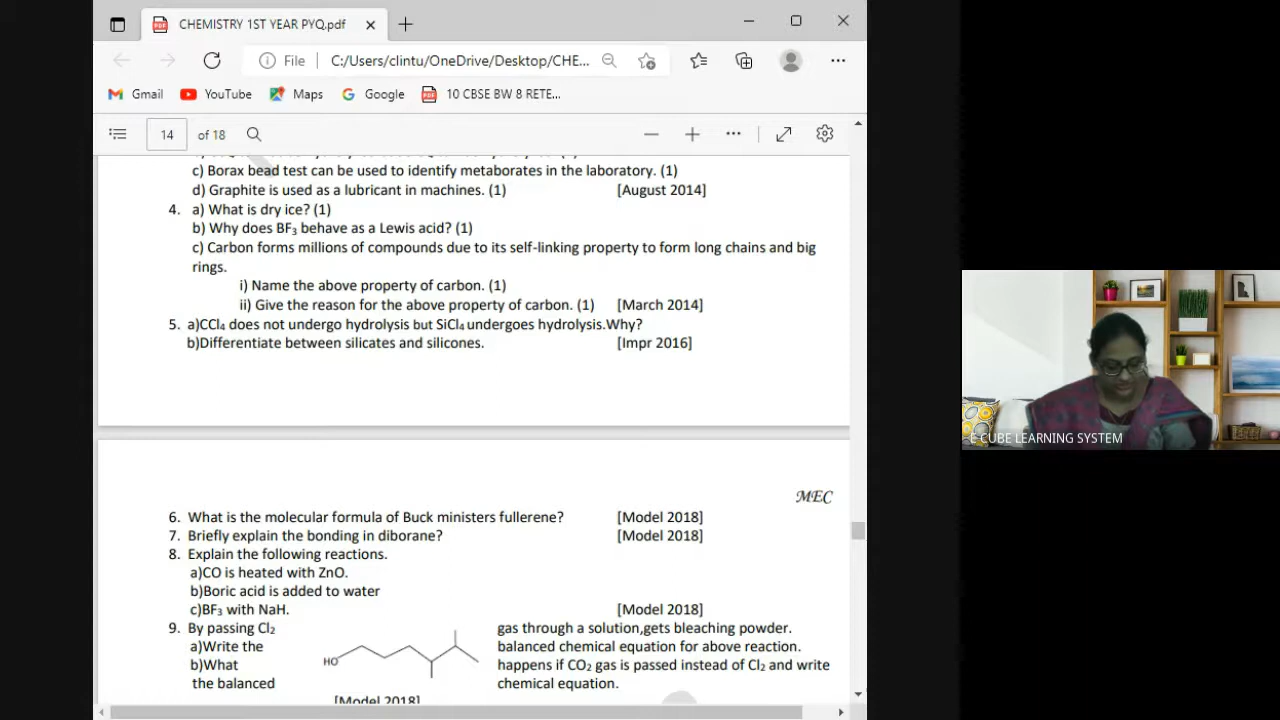 CHEMISTRY 1ST YEAR PYQ.pdf
File
C:/Users/clintu/OneDrive/Desktop/CHE...
Gmail
YouTube
Maps
Google
10 CBSE BW 8 RETE...
14 of 18
c) Borax bead test can be used to identify metaborates in the laboratory. (1)
d) Graphite is used as a lubricant in machines. (1) [August 2014]
4. a) What is dry ice? (1)
b) Why does BF₃ behave as a Lewis acid? (1)
c) Carbon forms millions of compounds due to its self-linking property to form long chains and big
rings.
i) Name the above property of carbon. (1)
ii) Give the reason for the above property of carbon. (1) [March 2014]
5. a)CCl₄ does not undergo hydrolysis but SiCl₄ undergoes hydrolysis.Why?
b)Differentiate between silicates and silicones. [Impr 2016]
MEC
6. What is the molecular formula of Buck ministers fullerene? [Model 2018]
7. Briefly explain the bonding in diborane? [Model 2018]
8. Explain the following reactions.
a)CO is heated with ZnO.
b)Boric acid is added to water
c)BF₃ with NaH. [Model 2018]
9. By passing Cl₂ gas through a solution,gets bleaching powder.
a)Write the balanced chemical equation for above reaction.
HO
b)What happens if CO₂ gas is passed instead of Cl₂ and write
the balanced chemical equation.
[Model 2018]
E CUBE LEARNING SYSTEM